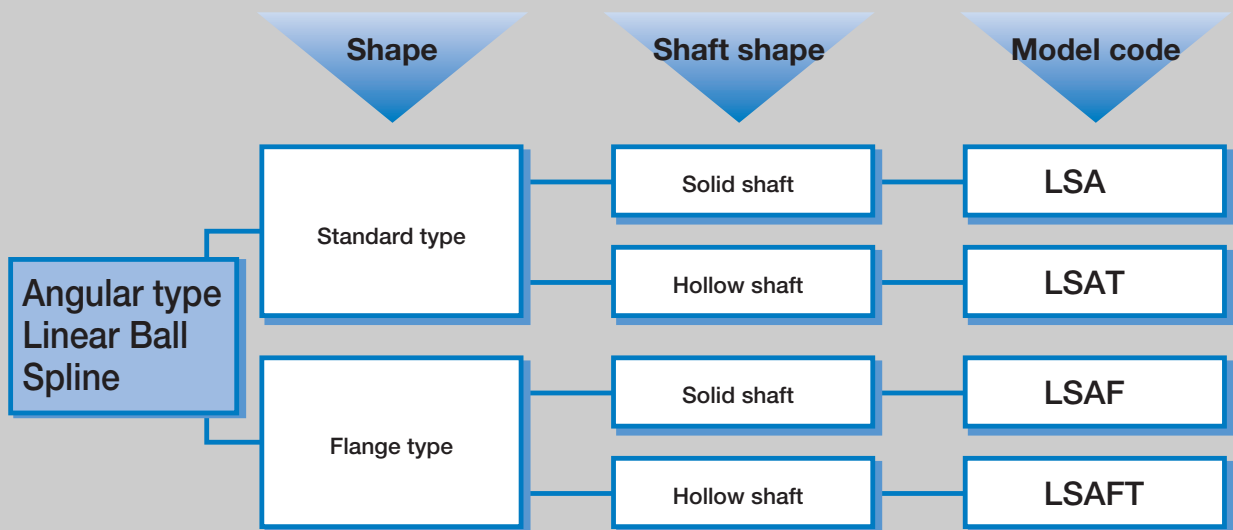 Shape
Shaft shape
Model code
Angular type
Linear Ball
Spline
Standard type
Solid shaft
LSA
Hollow shaft
LSAT
Flange type
Solid shaft
LSAF
Hollow shaft
LSAFT